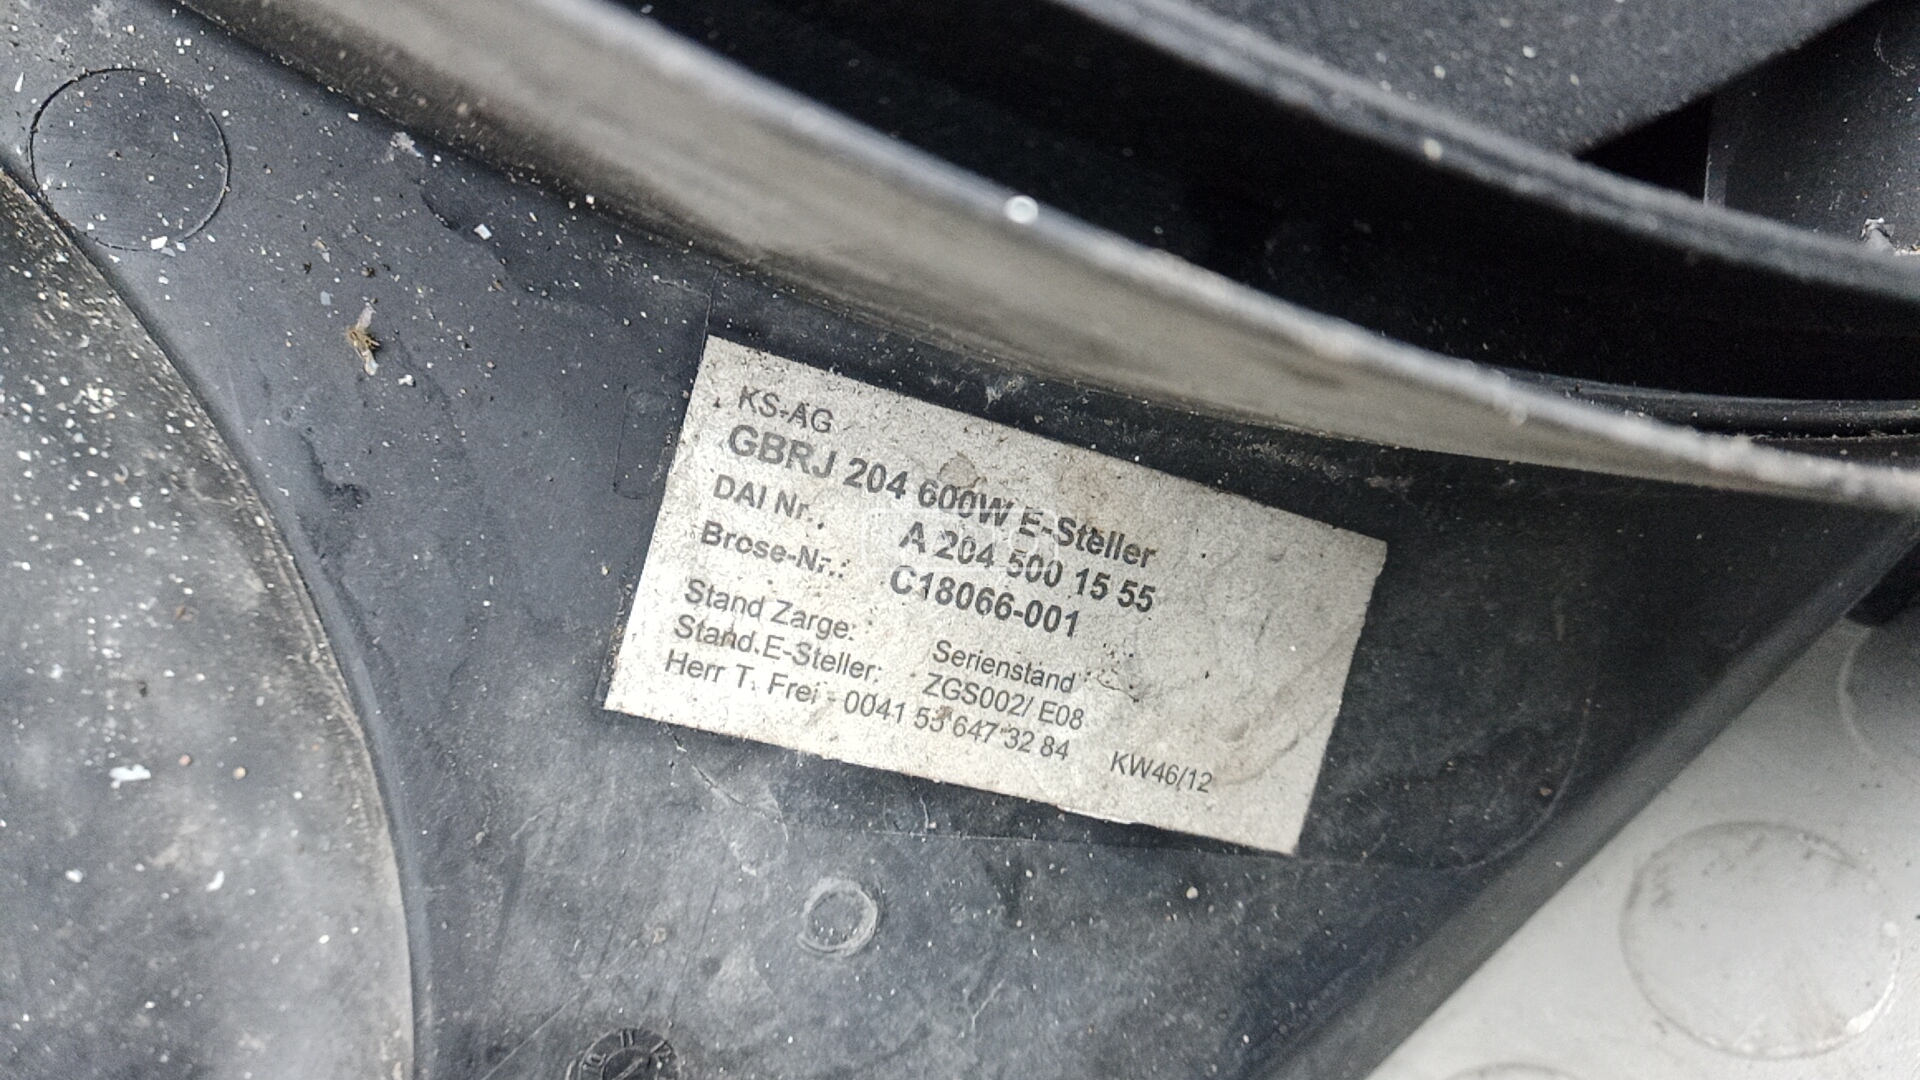 KS-AG
GBRJ 204 600W E-Steller
DAI Nr.: A 204 500 15 55
Brose-Nr.: C18066-001
Stand Zarge: Serienstand
Stand E-Steller: ZGS002/ E08
Herr T. Frei - 0041 53 647 32 84 KW46/12